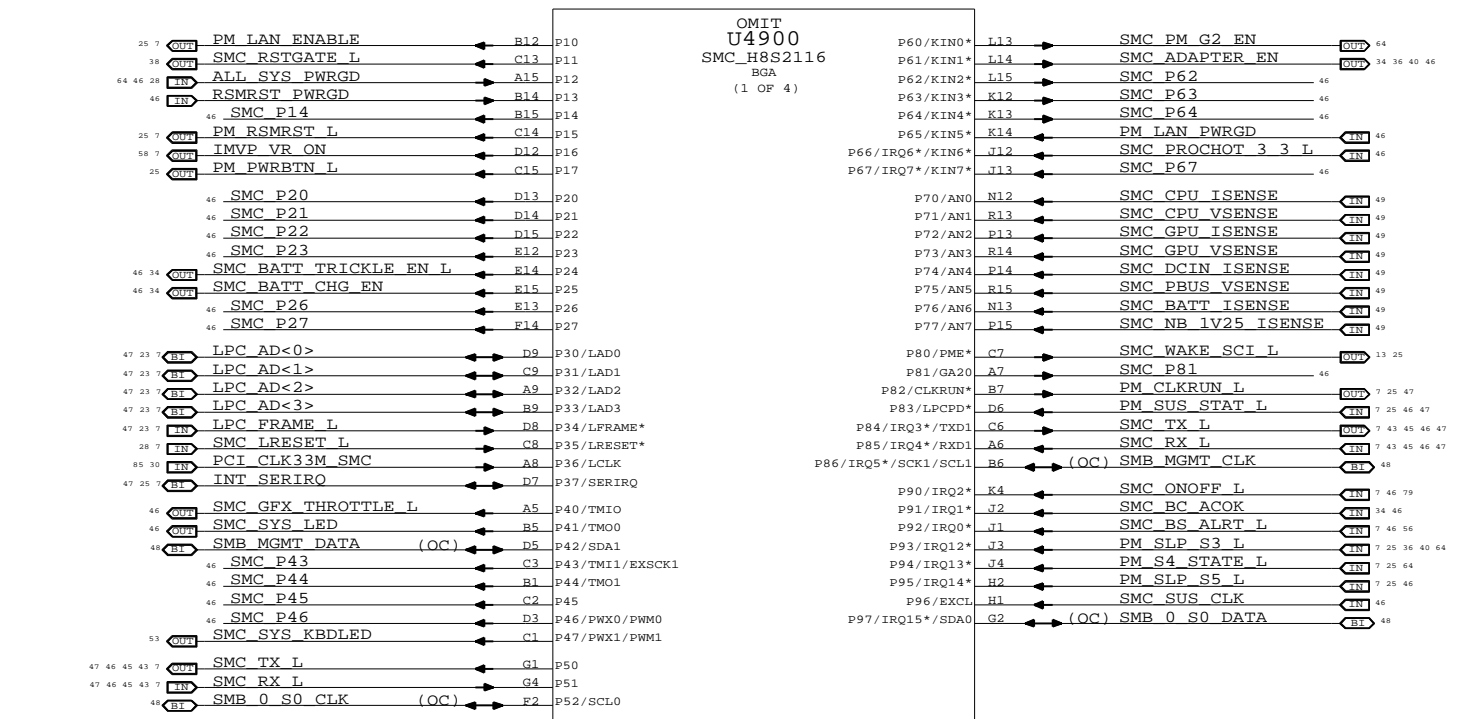 OMIT
U4900
SMC_H8S2116
BGA
(1 OF 4)
25 7 OUT PM_LAN_ENABLE B12 P10
38 OUT SMC_RSTGATE_L C13 P11
64 46 28 IN ALL_SYS_PWRGD A15 P12
46 IN RSMRST_PWRGD B14 P13
46 SMC_P14 B15 P14
25 7 OUT PM_RSMRST_L C14 P15
58 7 OUT IMVP_VR_ON D12 P16
25 OUT PM_PWRBTN_L C15 P17
46 SMC_P20 D13 P20
46 SMC_P21 D14 P21
46 SMC_P22 D15 P22
46 SMC_P23 E12 P23
46 34 OUT SMC_BATT_TRICKLE_EN_L E14 P24
46 34 OUT SMC_BATT_CHG_EN E15 P25
46 SMC_P26 E13 P26
46 SMC_P27 F14 P27
47 23 7 BI LPC_AD<0> D9 P30/LAD0
47 23 7 BI LPC_AD<1> C9 P31/LAD1
47 23 7 BI LPC_AD<2> A9 P32/LAD2
47 23 7 BI LPC_AD<3> B9 P33/LAD3
47 23 7 IN LPC_FRAME_L D8 P34/LFRAME*
28 7 IN SMC_LRESET_L C8 P35/LRESET*
85 30 IN PCI_CLK33M_SMC A8 P36/LCLK
47 25 7 BI INT_SERIRQ D7 P37/SERIRQ
46 OUT SMC_GFX_THROTTLE_L A5 P40/TMIO
46 OUT SMC_SYS_LED B5 P41/TMO0
48 BI SMB_MGMT_DATA (OC) D5 P42/SDA1
46 SMC_P43 C3 P43/TMI1/EXSCK1
46 SMC_P44 B1 P44/TMO1
46 SMC_P45 C2 P45
46 SMC_P46 D3 P46/PWX0/PWM0
53 OUT SMC_SYS_KBDLED C1 P47/PWX1/PWM1
47 46 45 43 7 OUT SMC_TX_L G1 P50
47 46 45 43 7 IN SMC_RX_L G4 P51
48 BI SMB_0_S0_CLK (OC) F2 P52/SCL0
P60/KIN0* L13 SMC_PM_G2_EN OUT 64
P61/KIN1* L14 SMC_ADAPTER_EN OUT 34 36 40 46
P62/KIN2* L15 SMC_P62 46
P63/KIN3* K12 SMC_P63 46
P64/KIN4* K13 SMC_P64 46
P65/KIN5* K14 PM_LAN_PWRGD IN 46
P66/IRQ6*/KIN6* J12 SMC_PROCHOT_3_3_L IN 46
P67/IRQ7*/KIN7* J13 SMC_P67 46
P70/AN0 N12 SMC_CPU_ISENSE IN 49
P71/AN1 R13 SMC_CPU_VSENSE IN 49
P72/AN2 P13 SMC_GPU_ISENSE IN 49
P73/AN3 R14 SMC_GPU_VSENSE IN 49
P74/AN4 P14 SMC_DCIN_ISENSE IN 49
P75/AN5 R15 SMC_PBUS_VSENSE IN 49
P76/AN6 N13 SMC_BATT_ISENSE IN 49
P77/AN7 P15 SMC_NB_1V25_ISENSE IN 49
P80/PME* C7 SMC_WAKE_SCI_L OUT 13 25
P81/GA20 A7 SMC_P81 46
P82/CLKRUN* B7 PM_CLKRUN_L OUT 7 25 47
P83/LPCPD* D6 PM_SUS_STAT_L IN 7 25 46 47
P84/IRQ3*/TXD1 C6 SMC_TX_L OUT 7 43 45 46 47
P85/IRQ4*/RXD1 A6 SMC_RX_L IN 7 43 45 46 47
P86/IRQ5*/SCK1/SCL1 B6 (OC) SMB_MGMT_CLK BI 48
P90/IRQ2* K4 SMC_ONOFF_L IN 7 46 79
P91/IRQ1* J2 SMC_BC_ACOK IN 34 46
P92/IRQ0* J1 SMC_BS_ALRT_L IN 7 46 56
P93/IRQ12* J3 PM_SLP_S3_L IN 7 25 36 40 64
P94/IRQ13* J4 PM_S4_STATE_L IN 7 25 64
P95/IRQ14* H2 PM_SLP_S5_L IN 7 25 46
P96/EXCL H1 SMC_SUS_CLK IN 46
P97/IRQ15*/SDA0 G2 (OC) SMB_0_S0_DATA BI 48